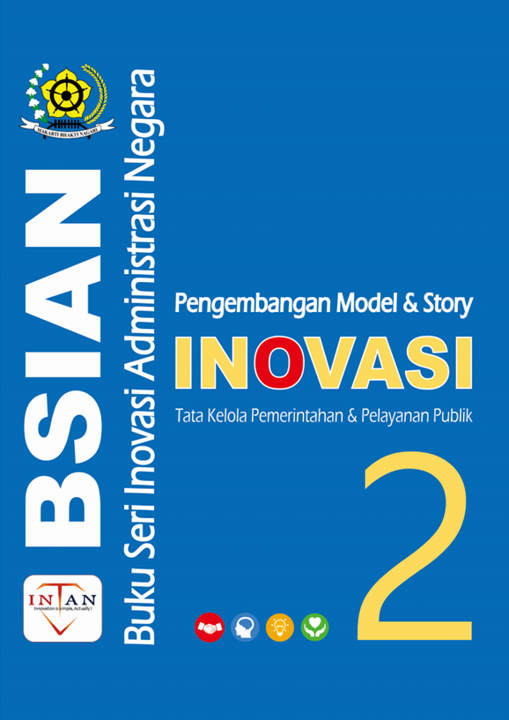 MAKARTI BHAKTI NAGARI
BSIAN
Buku Seri Inovasi Administrasi Negara
Pengembangan Model & Story
INOVASI
Tata Kelola Pemerintahan & Pelayanan Publik
2
INTAN
Innovation is simple, Actually !